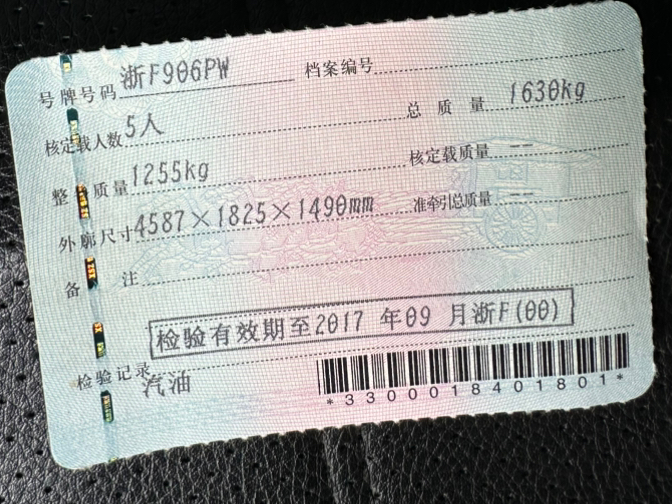 号牌号码 浙F906PW 档案编号
核定载人数 5人 总质量 1630kg
整备质量 1255kg 核定载质量 --
外廓尺寸 4587×1825×1490mm 准牵引总质量 --
备注
检验有效期至2017 年09 月浙F(00)
检验记录
汽油
*3300018401801*